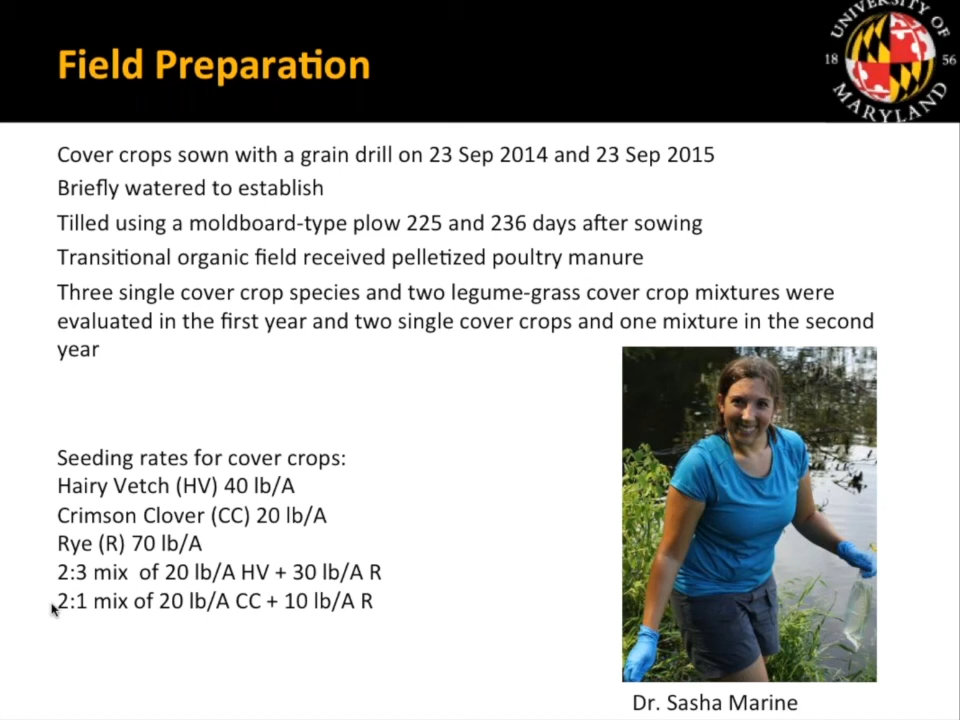 Field Preparation
UNIVERSITY OF
18 56
MARYLAND
Cover crops sown with a grain drill on 23 Sep 2014 and 23 Sep 2015
Briefly watered to establish
Tilled using a moldboard-type plow 225 and 236 days after sowing
Transitional organic field received pelletized poultry manure
Three single cover crop species and two legume-grass cover crop mixtures were
evaluated in the first year and two single cover crops and one mixture in the second
year
Seeding rates for cover crops:
Hairy Vetch (HV) 40 lb/A
Crimson Clover (CC) 20 lb/A
Rye (R) 70 lb/A
2:3 mix  of 20 lb/A HV + 30 lb/A R
2:1 mix of 20 lb/A CC + 10 lb/A R
Dr. Sasha Marine